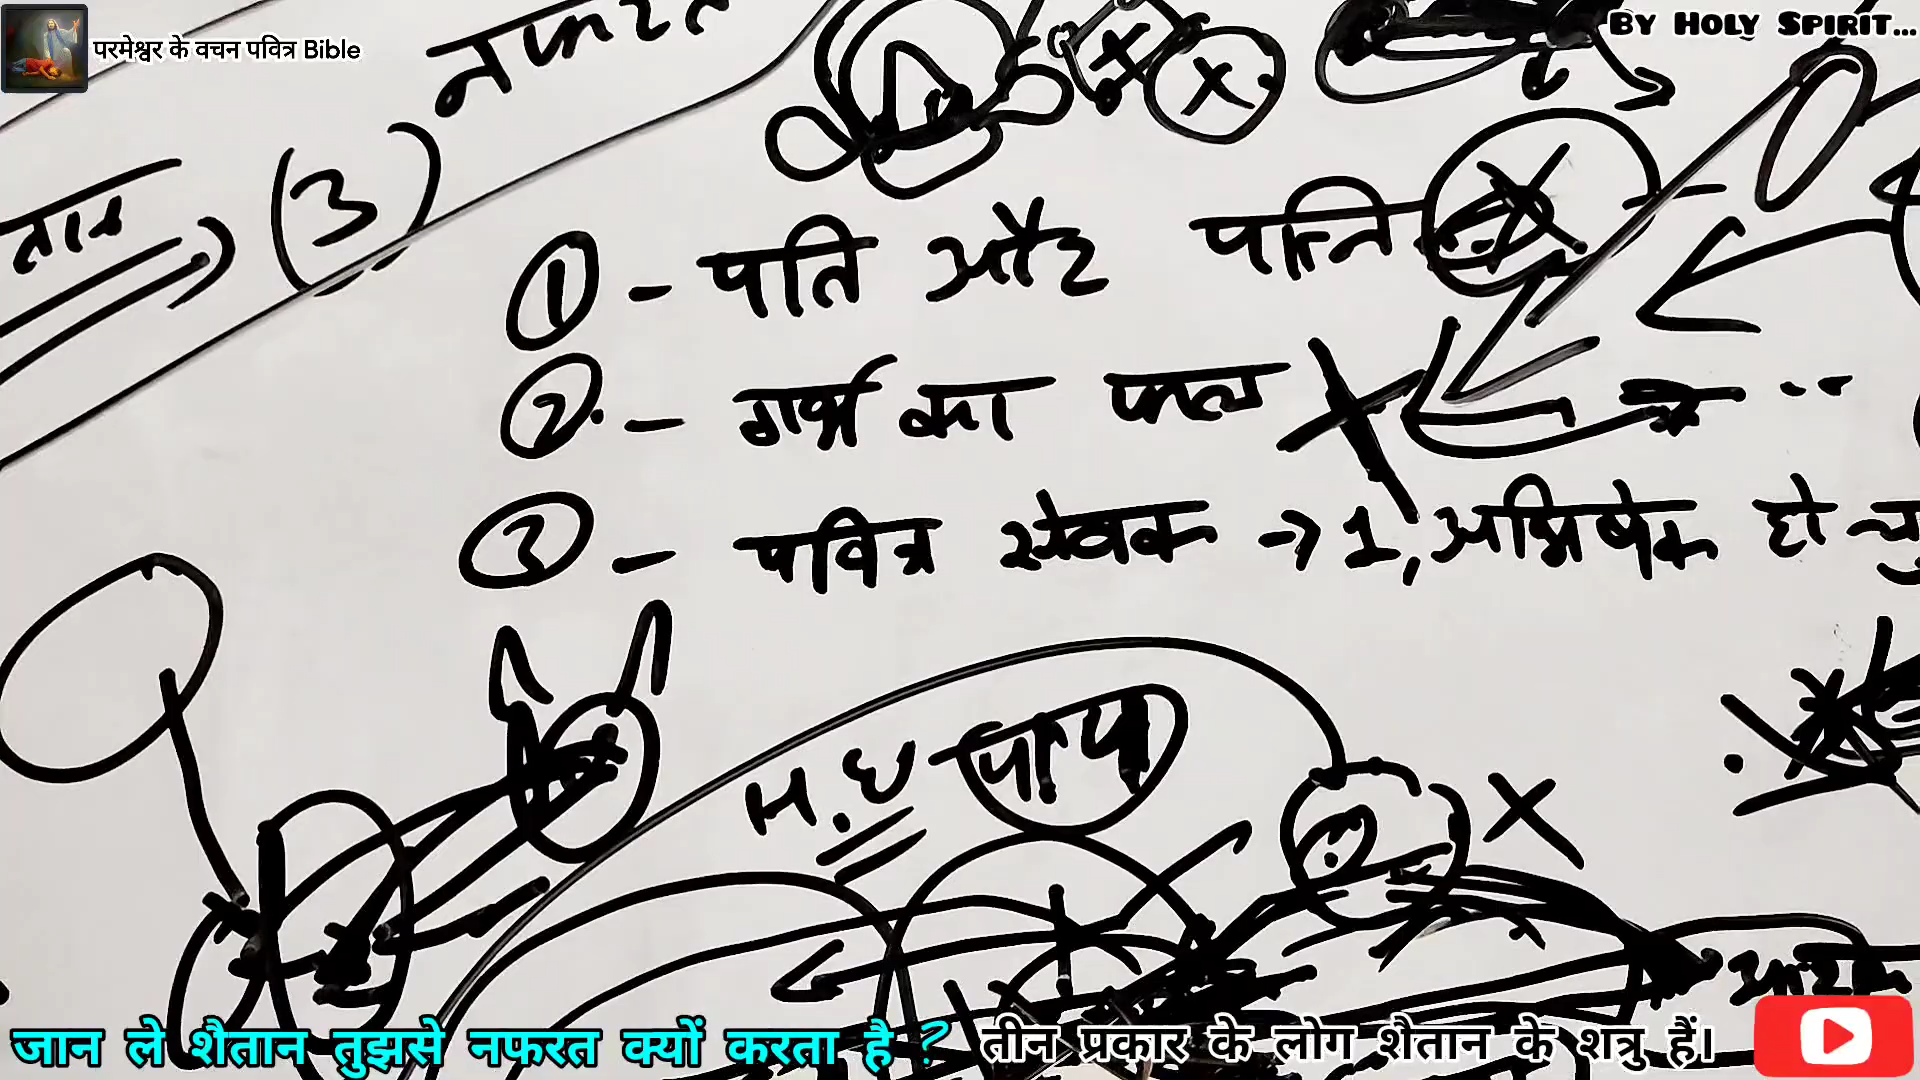 परमेश्वर के वचन पवित्र Bible
By Holy Spirit...
नफरत
तान (3)
① - पति और पत्नि
② - गर्भ का फल
③ - पवित्र सेवक → 1, अभिषेक हो चु
म.ध पाप
जान ले शैतान तुझसे नफरत क्यों करता है ? तीन प्रकार के लोग शैतान के शत्रु हैं।